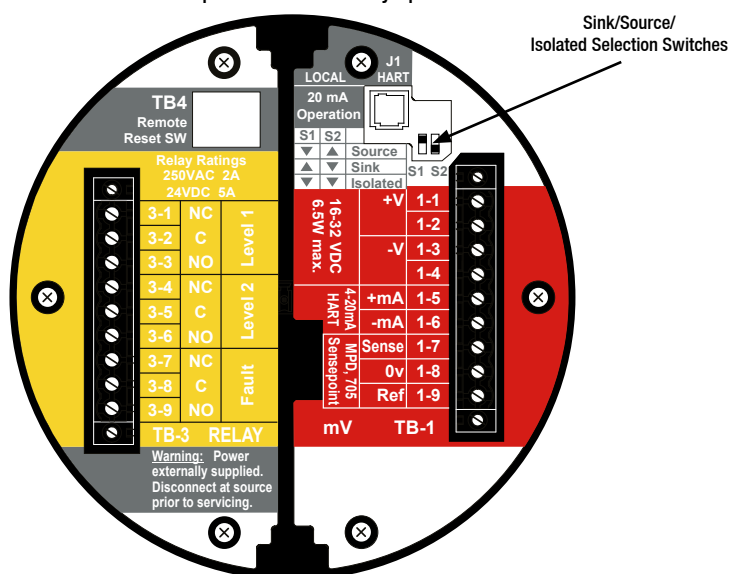 Sink/Source/
Isolated Selection Switches
J1
LOCAL HART
20 mA
Operation
S1 S2
▼ ▲ Source
▲ ▼ Sink
▼ ▼ Isolated
S1 S2
TB4
Remote
Reset SW
Relay Ratings
250VAC 2A
24VDC 5A
3-1 NC
3-2 C
3-3 NO
Level 1
3-4 NC
3-5 C
3-6 NO
Level 2
3-7 NC
3-8 C
3-9 NO
Fault
TB-3 RELAY
Warning: Power
externally supplied.
Disconnect at source
prior to servicing.
16-32 VDC
6.5W max.
+V 1-1
1-2
-V 1-3
1-4
4-20mA
HART
+mA 1-5
-mA 1-6
MPD, 705
Sensepoint
Sense 1-7
0v 1-8
Ref 1-9
mV TB-1